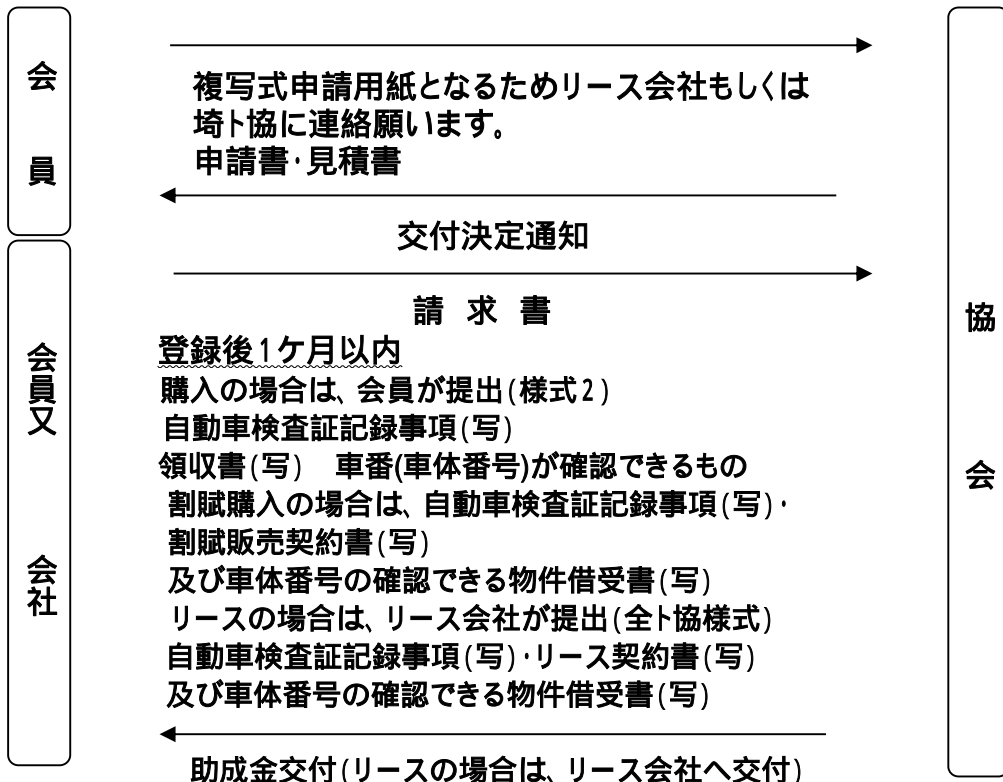 会員
複写式申請用紙となるためリース会社もしくは
埼ト協に連絡願います。
申請書・見積書
交付決定通知
請求書
登録後1ケ月以内
購入の場合は、会員が提出(様式2)
自動車検査証記録事項(写)
領収書(写)　車番(車体番号)が確認できるもの
割賦購入の場合は、自動車検査証記録事項(写)・
割賦販売契約書(写)
及び車体番号の確認できる物件借受書(写)
リースの場合は、リース会社が提出(全ト協様式)
自動車検査証記録事項(写)・リース契約書(写)
及び車体番号の確認できる物件借受書(写)
助成金交付(リースの場合は、リース会社へ交付)
会員又
会社
協会